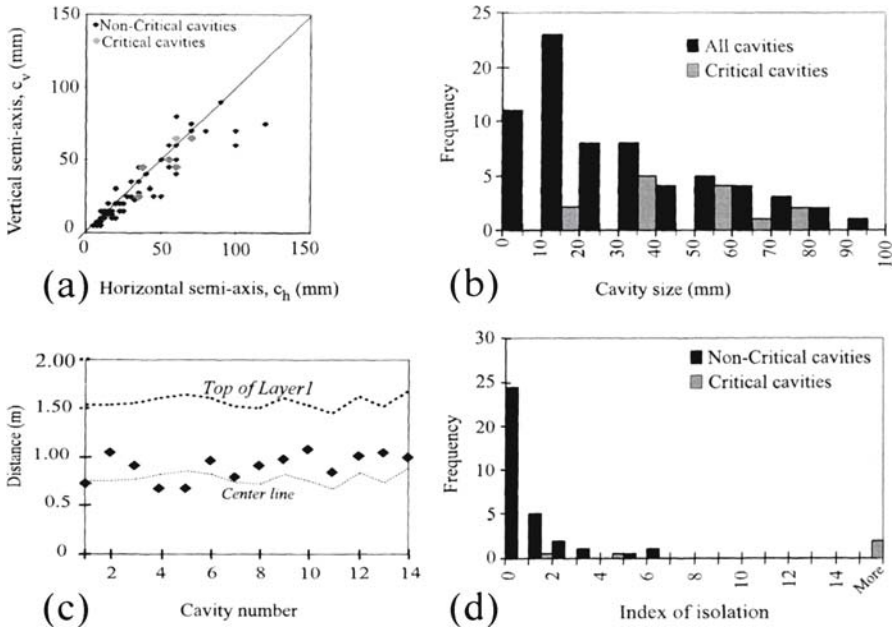 Non-Critical cavities
Critical cavities
Vertical semi-axis, c_v (mm)
150
100
50
0
0
50
100
150
(a)
Horizontal semi-axis, c_h (mm)
All cavities
Critical cavities
Frequency
25
20
15
10
5
0
0
10
20
30
40
50
60
70
80
90
100
(b)
Cavity size (mm)
Distance (m)
2.00
1.50
1.00
0.5
0
Top of Layer1
Center line
2
4
6
8
10
12
14
(c)
Cavity number
Non-Critical cavities
Critical cavities
Frequency
30
25
20
5
0
0
2
4
6
8
10
12
14
More
(d)
Index of isolation